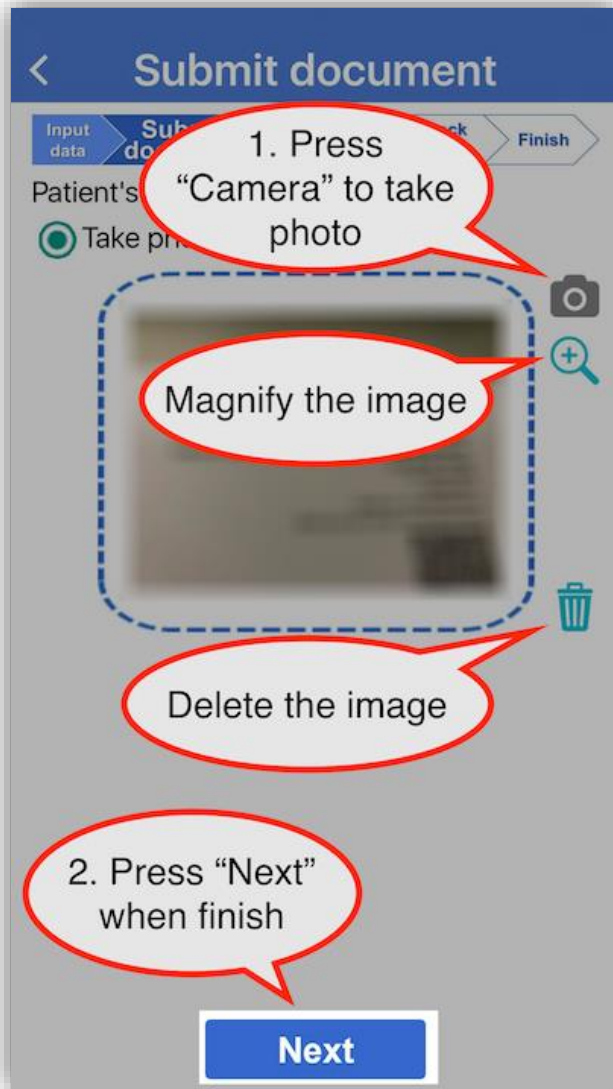 Submit document
Input
data
Finish
Patient's
Take
1. Press
“Camera” to take
photo
Magnify the image
Delete the image
2. Press “Next”
when finish
Next